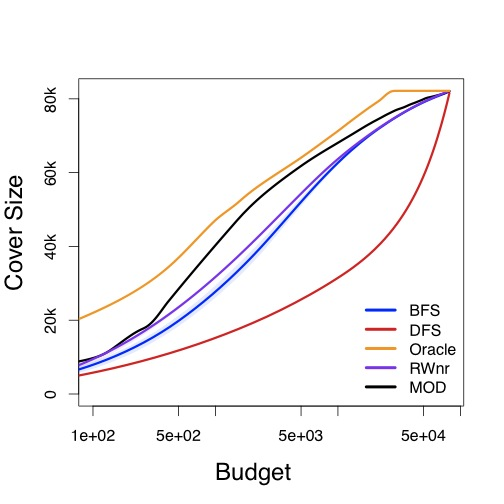 Cover Size
80k
60k
40k
20k
0
BFS
DFS
Oracle
RWnr
MOD
1e+02 5e+02 5e+03 5e+04
Budget